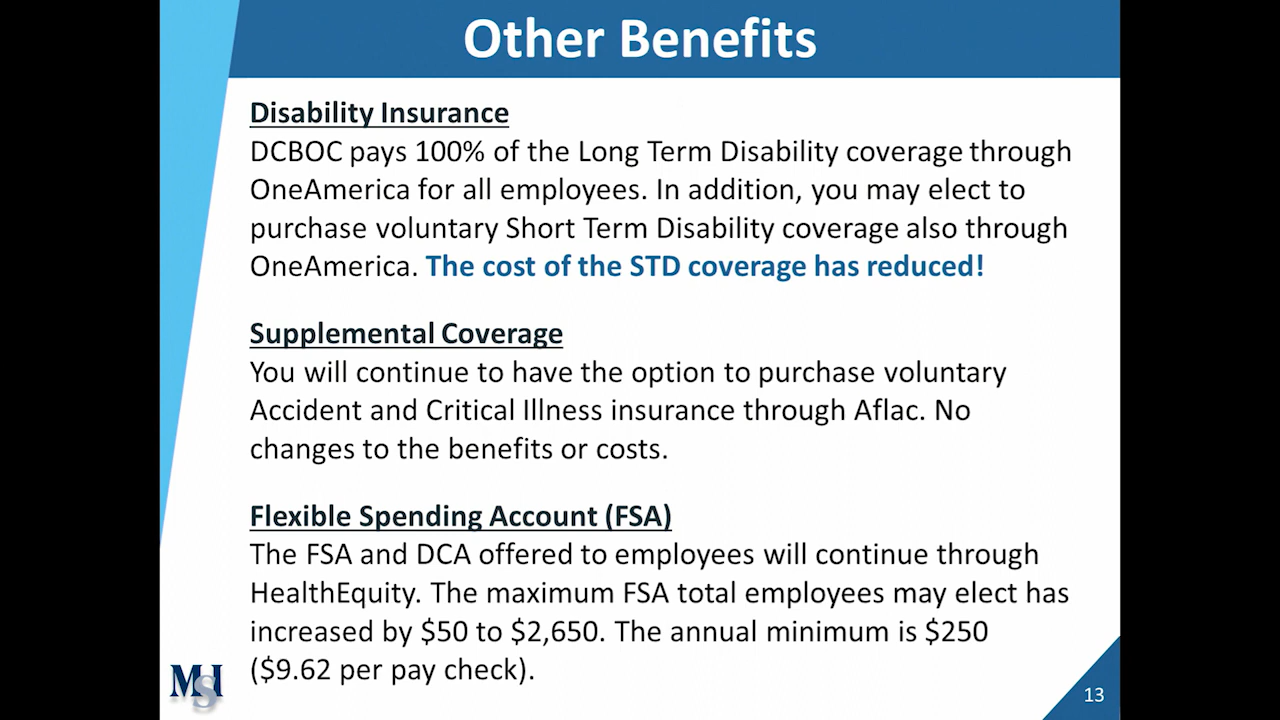 Other Benefits
Disability Insurance
DCBOC pays 100% of the Long Term Disability coverage through
OneAmerica for all employees. In addition, you may elect to
purchase voluntary Short Term Disability coverage also through
OneAmerica. The cost of the STD coverage has reduced!
Supplemental Coverage
You will continue to have the option to purchase voluntary
Accident and Critical Illness insurance through Aflac. No
changes to the benefits or costs.
Flexible Spending Account (FSA)
The FSA and DCA offered to employees will continue through
HealthEquity. The maximum FSA total employees may elect has
increased by $50 to $2,650. The annual minimum is $250
($9.62 per pay check).
MSI
13